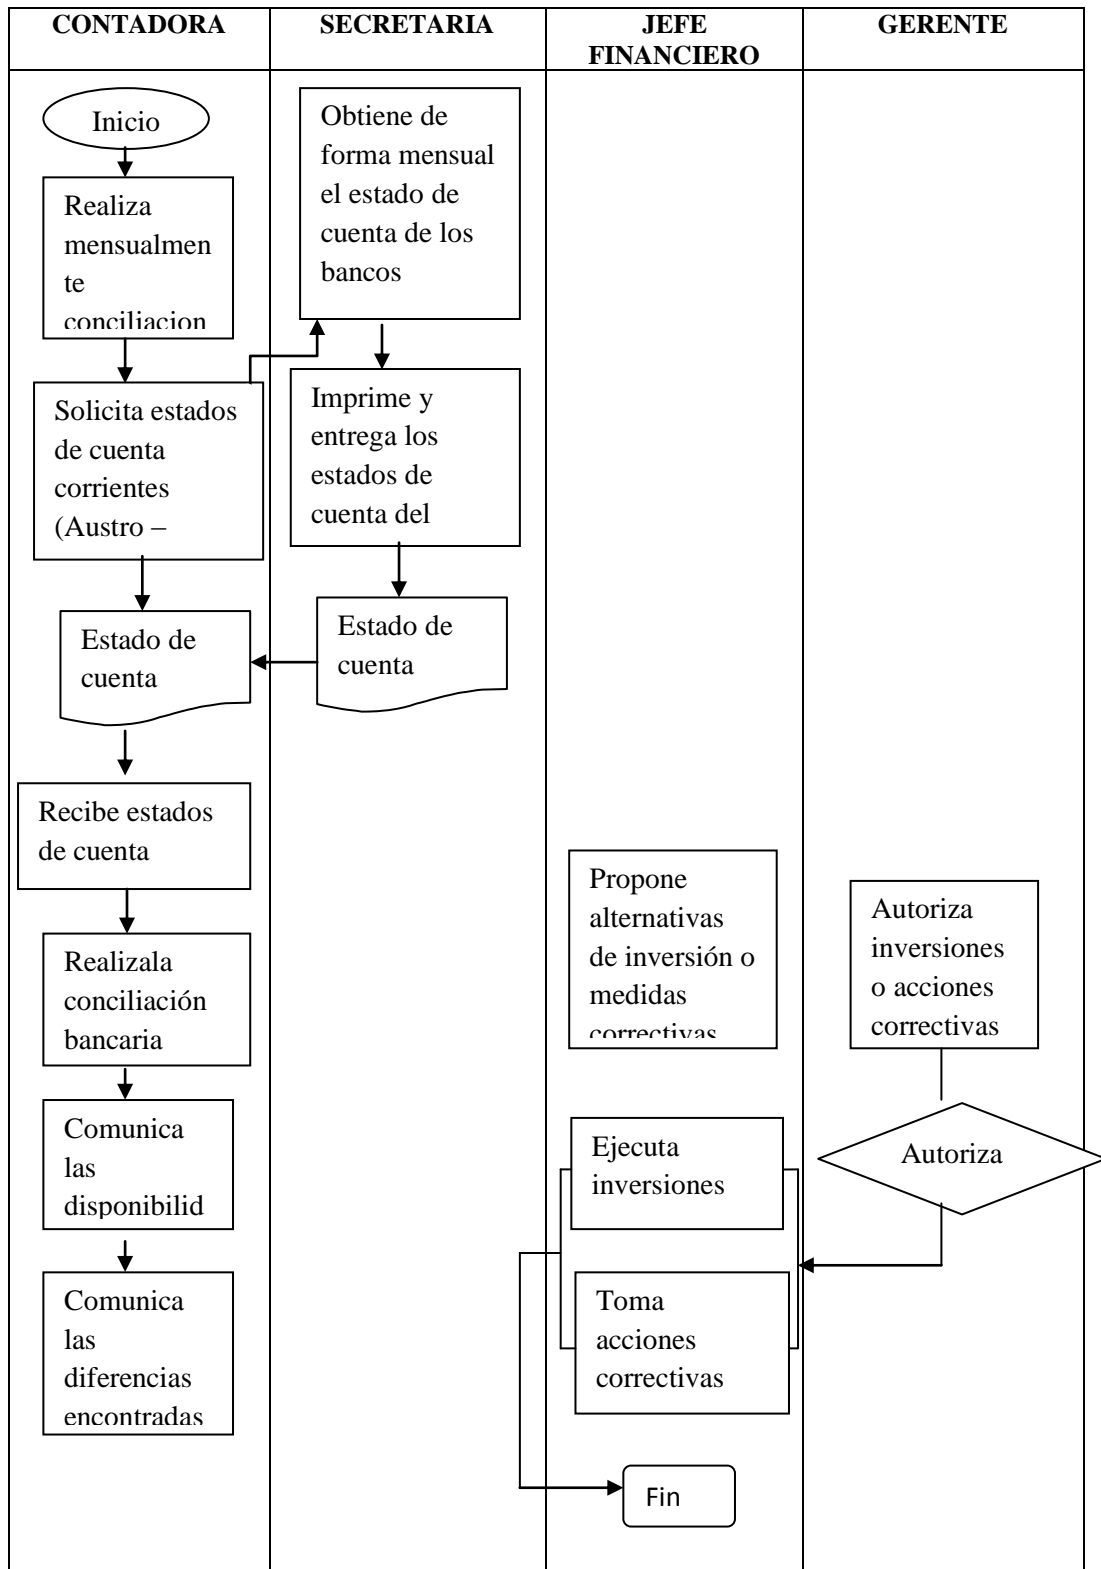 CONTADORA
SECRETARIA
JEFE
FINANCIERO
GERENTE
Inicio
Realiza
mensualmen
te
conciliacion
Solicita estados
de cuenta
corrientes
(Austro –
Estado de
cuenta
Recibe estados
de cuenta
Realizala
conciliación
bancaria
Comunica
las
disponibilid
Comunica
las
diferencias
encontradas
Obtiene de
forma mensual
el estado de
cuenta de los
bancos
Imprime y
entrega los
estados de
cuenta del
Estado de
cuenta
Propone
alternativas
de inversión o
medidas
correctivas
Ejecuta
inversiones
Toma
acciones
correctivas
Fin
Autoriza
inversiones
o acciones
correctivas
Autoriza